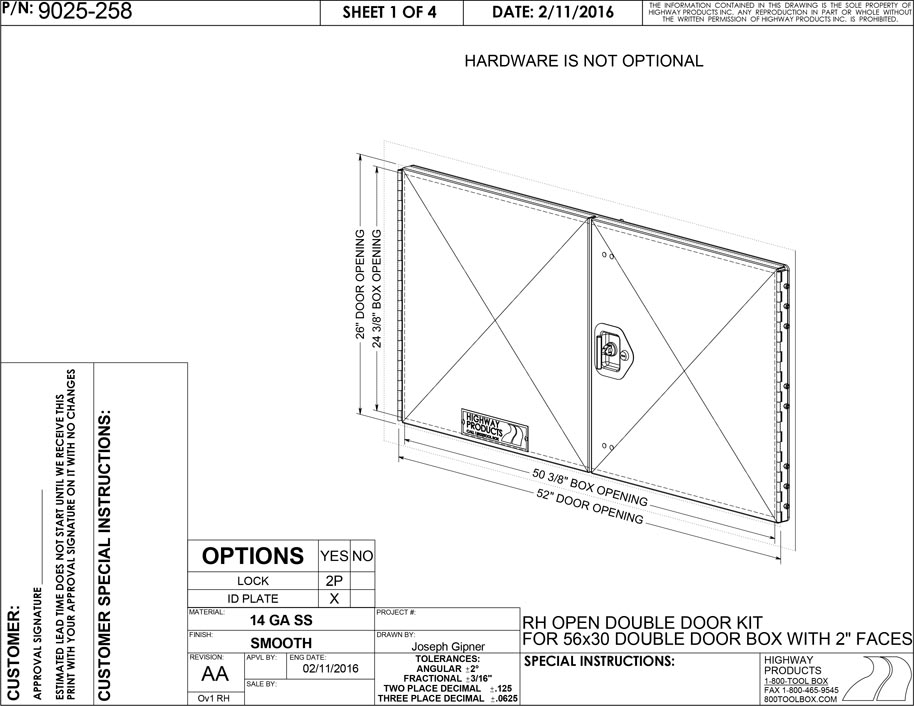 P/N: 9025-258
SHEET 1 OF 4
DATE: 2/11/2016
THE INFORMATION CONTAINED IN THIS DRAWING IS THE SOLE PROPERTY OF
HIGHWAY PRODUCTS INC. ANY REPRODUCTION IN PART OR WHOLE WITHOUT
THE WRITTEN PERMISSION OF HIGHWAY PRODUCTS INC. IS PROHIBITED.
HARDWARE IS NOT OPTIONAL
26" DOOR OPENING
24 3/8" BOX OPENING
HIGHWAY
PRODUCTS
50 3/8" BOX OPENING
52" DOOR OPENING
CUSTOMER:
APPROVAL SIGNATURE
ESTIMATED LEAD TIME DOES NOT START UNTIL WE RECEIVE THIS
PRINT WITH YOUR APPROVAL SIGNATURE ON IT WITH NO CHANGES
CUSTOMER SPECIAL INSTRUCTIONS:
OPTIONS YES NO
LOCK 2P
ID PLATE X
MATERIAL:
14 GA SS
FINISH:
SMOOTH
REVISION:
AA
Ov1 RH
APVL BY:
ENG DATE:
02/11/2016
SALE BY:
PROJECT #:
DRAWN BY:
Joseph Gipner
TOLERANCES:
ANGULAR ±2°
FRACTIONAL ±3/16"
TWO PLACE DECIMAL ±.125
THREE PLACE DECIMAL ±.0625
RH OPEN DOUBLE DOOR KIT
FOR 56x30 DOUBLE DOOR BOX WITH 2" FACES
SPECIAL INSTRUCTIONS:
HIGHWAY
PRODUCTS
1-800-TOOL BOX
FAX 1-800-465-9545
800TOOLBOX.COM